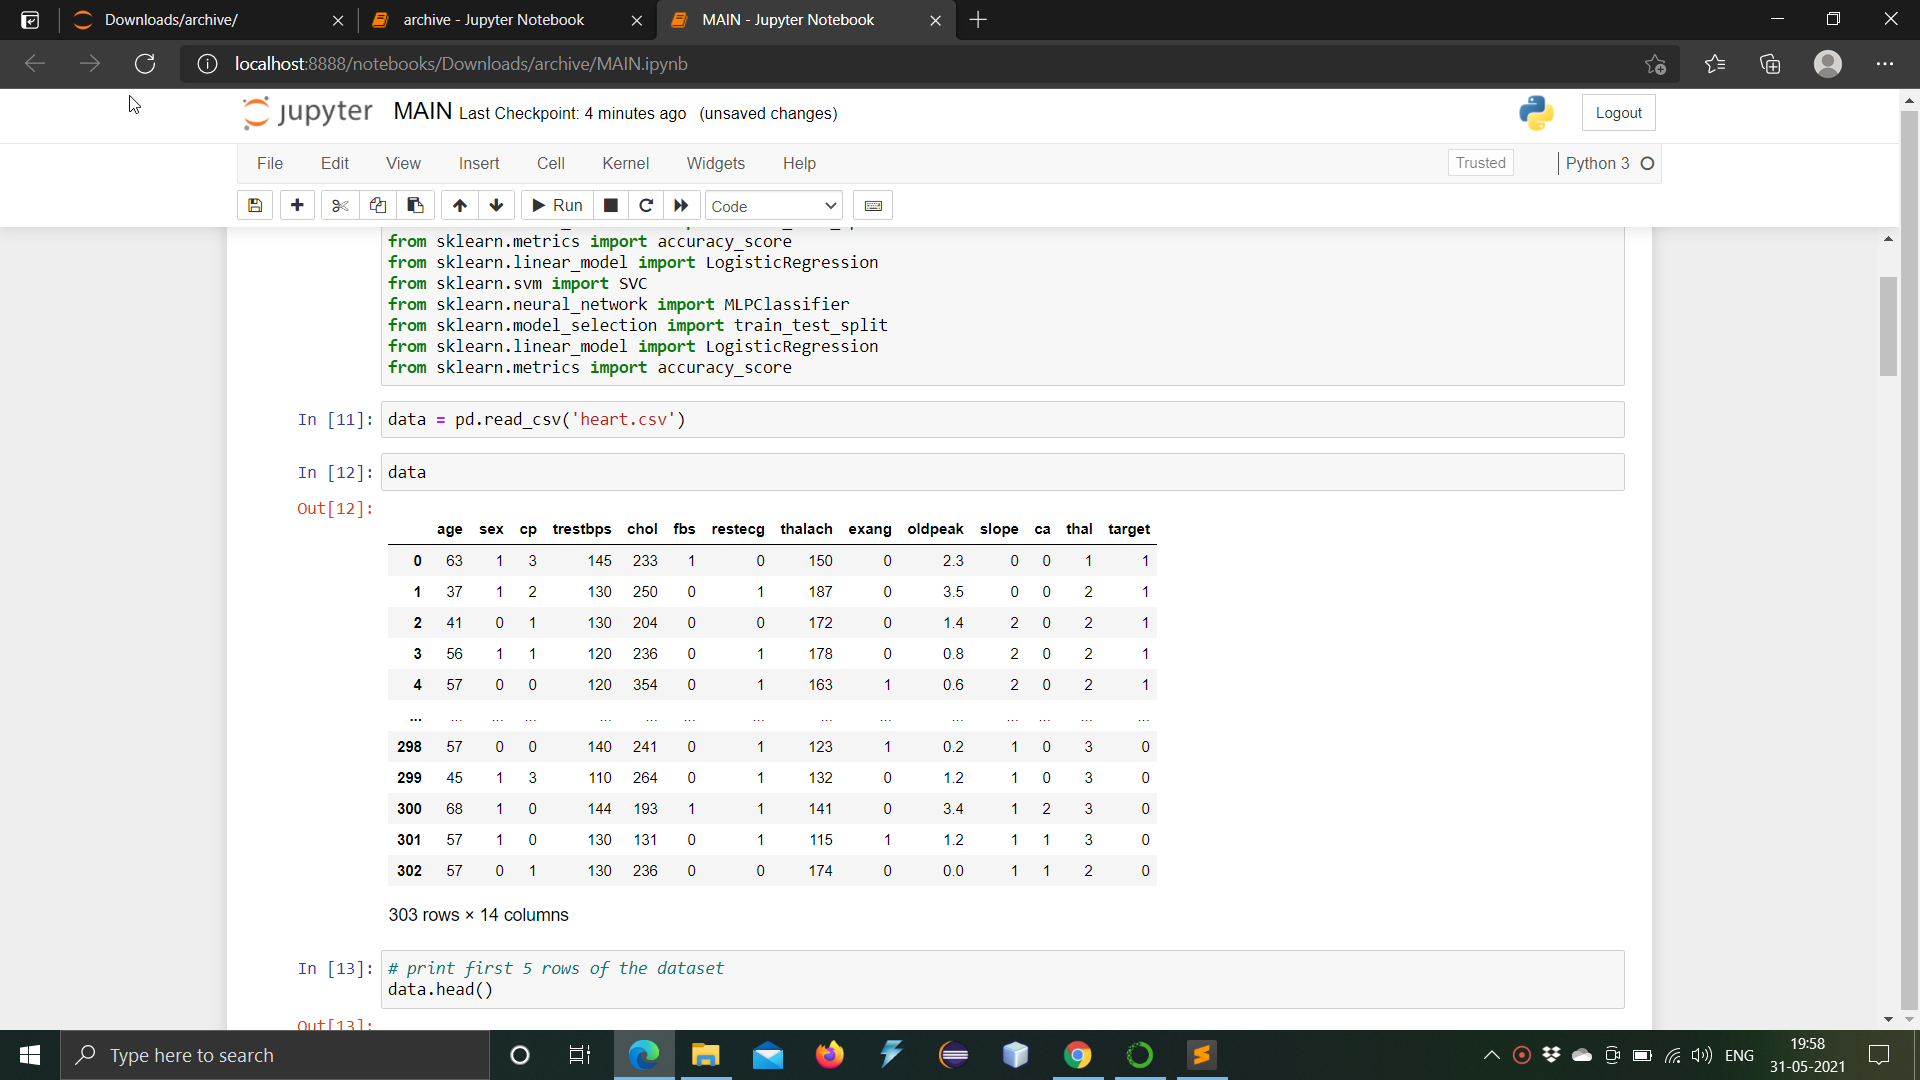 Downloads/archive/
archive - Jupyter Notebook
MAIN - Jupyter Notebook
localhost:8888/notebooks/Downloads/archive/MAIN.ipynb
jupyter MAIN Last Checkpoint: 4 minutes ago (unsaved changes)
Logout
File Edit View Insert Cell Kernel Widgets Help
Trusted
Python 3
Run
Code
from sklearn.metrics import accuracy_score
from sklearn.linear_model import LogisticRegression
from sklearn.svm import SVC
from sklearn.neural_network import MLPClassifier
from sklearn.model_selection import train_test_split
from sklearn.linear_model import LogisticRegression
from sklearn.metrics import accuracy_score
In [11]: data = pd.read_csv('heart.csv')
In [12]: data
Out[12]:
age sex cp trestbps chol fbs restecg thalach exang oldpeak slope ca thal target
0 63 1 3 145 233 1 0 150 0 2.3 0 0 1 1
1 37 1 2 130 250 0 1 187 0 3.5 0 0 2 1
2 41 0 1 130 204 0 0 172 0 1.4 2 0 2 1
3 56 1 1 120 236 0 1 178 0 0.8 2 0 2 1
4 57 0 0 120 354 0 1 163 1 0.6 2 0 2 1
... ... ... ... ... ... ... ... ... ... ... ... ... ... ...
298 57 0 0 140 241 0 1 123 1 0.2 1 0 3 0
299 45 1 3 110 264 0 1 132 0 1.2 1 0 3 0
300 68 1 0 144 193 1 1 141 0 3.4 1 2 3 0
301 57 1 0 130 131 0 1 115 1 1.2 1 1 3 0
302 57 0 1 130 236 0 0 174 0 0.0 1 1 2 0
303 rows × 14 columns
In [13]: # print first 5 rows of the dataset
data.head()
Out[13]:
Type here to search
ENG
19:58
31-05-2021